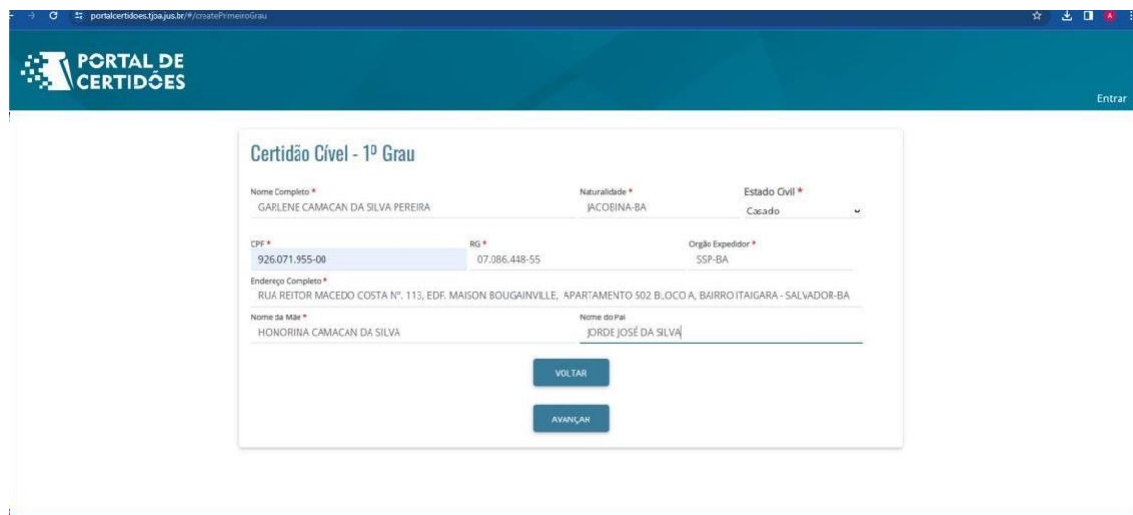 portalcertidoes.tjba.jus.br/#/createPrimeiroGrau
A
PORTAL DE
CERTIDÕES
Entrar
Certidão Cível - 1º Grau
Nome Completo * Naturalidade * Estado Civil *
GARLENE CAMACAN DA SILVA PEREIRA JACOBINA-BA Casado
CPF * RG * Orgão Expedidor *
926.071.955-00 07.086.448-55 SSP-BA
Endereço Completo *
RUA REITOR MACEDO COSTA Nº. 113, EDF. MAISON BOUGAINVILLE, APARTAMENTO 502 BLOCO A, BAIRRO ITAIGARA - SALVADOR-BA
Nome da Mãe * Nome do Pai
HONORINA CAMACAN DA SILVA JORDE JOSÉ DA SILVA
VOLTAR
AVANÇAR